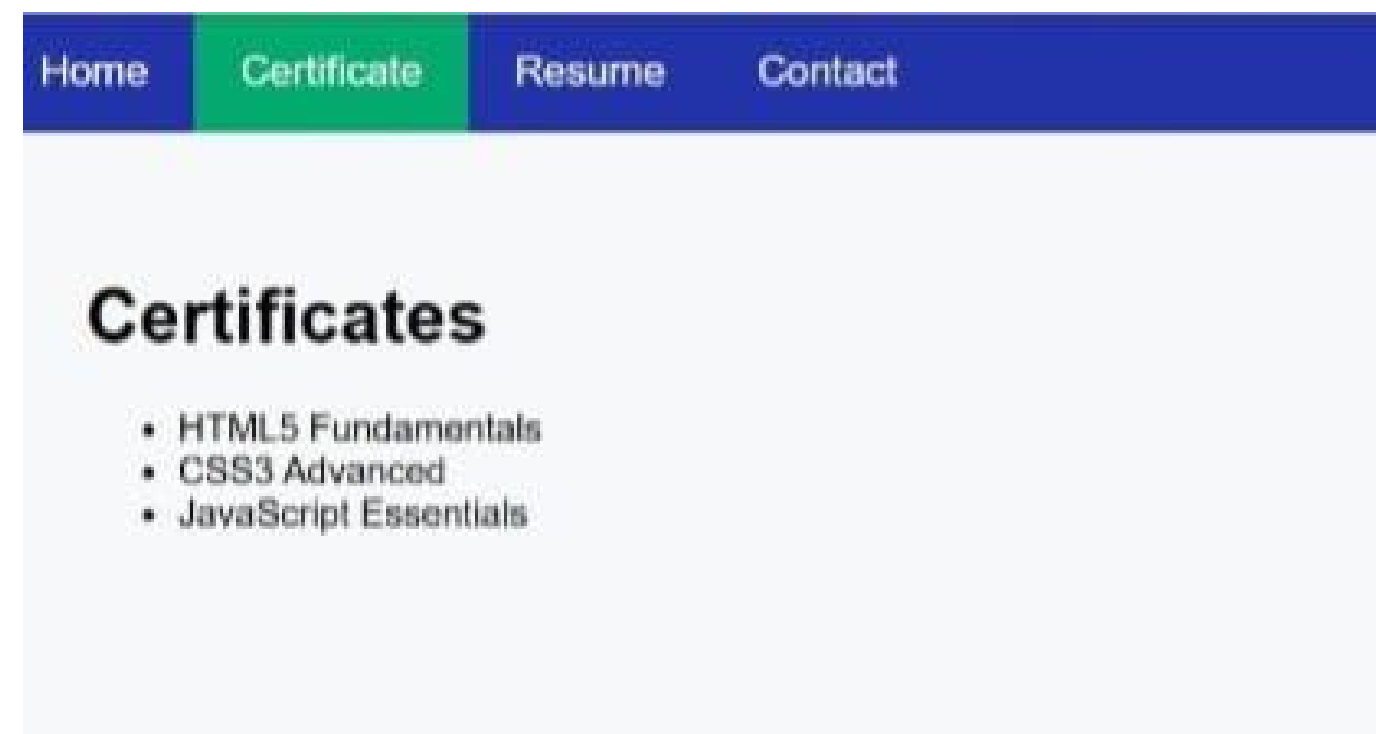 Home Certificate Resume Contact
Certificates
• HTML5 Fundamentals
• CSS3 Advanced
• JavaScript Essentials